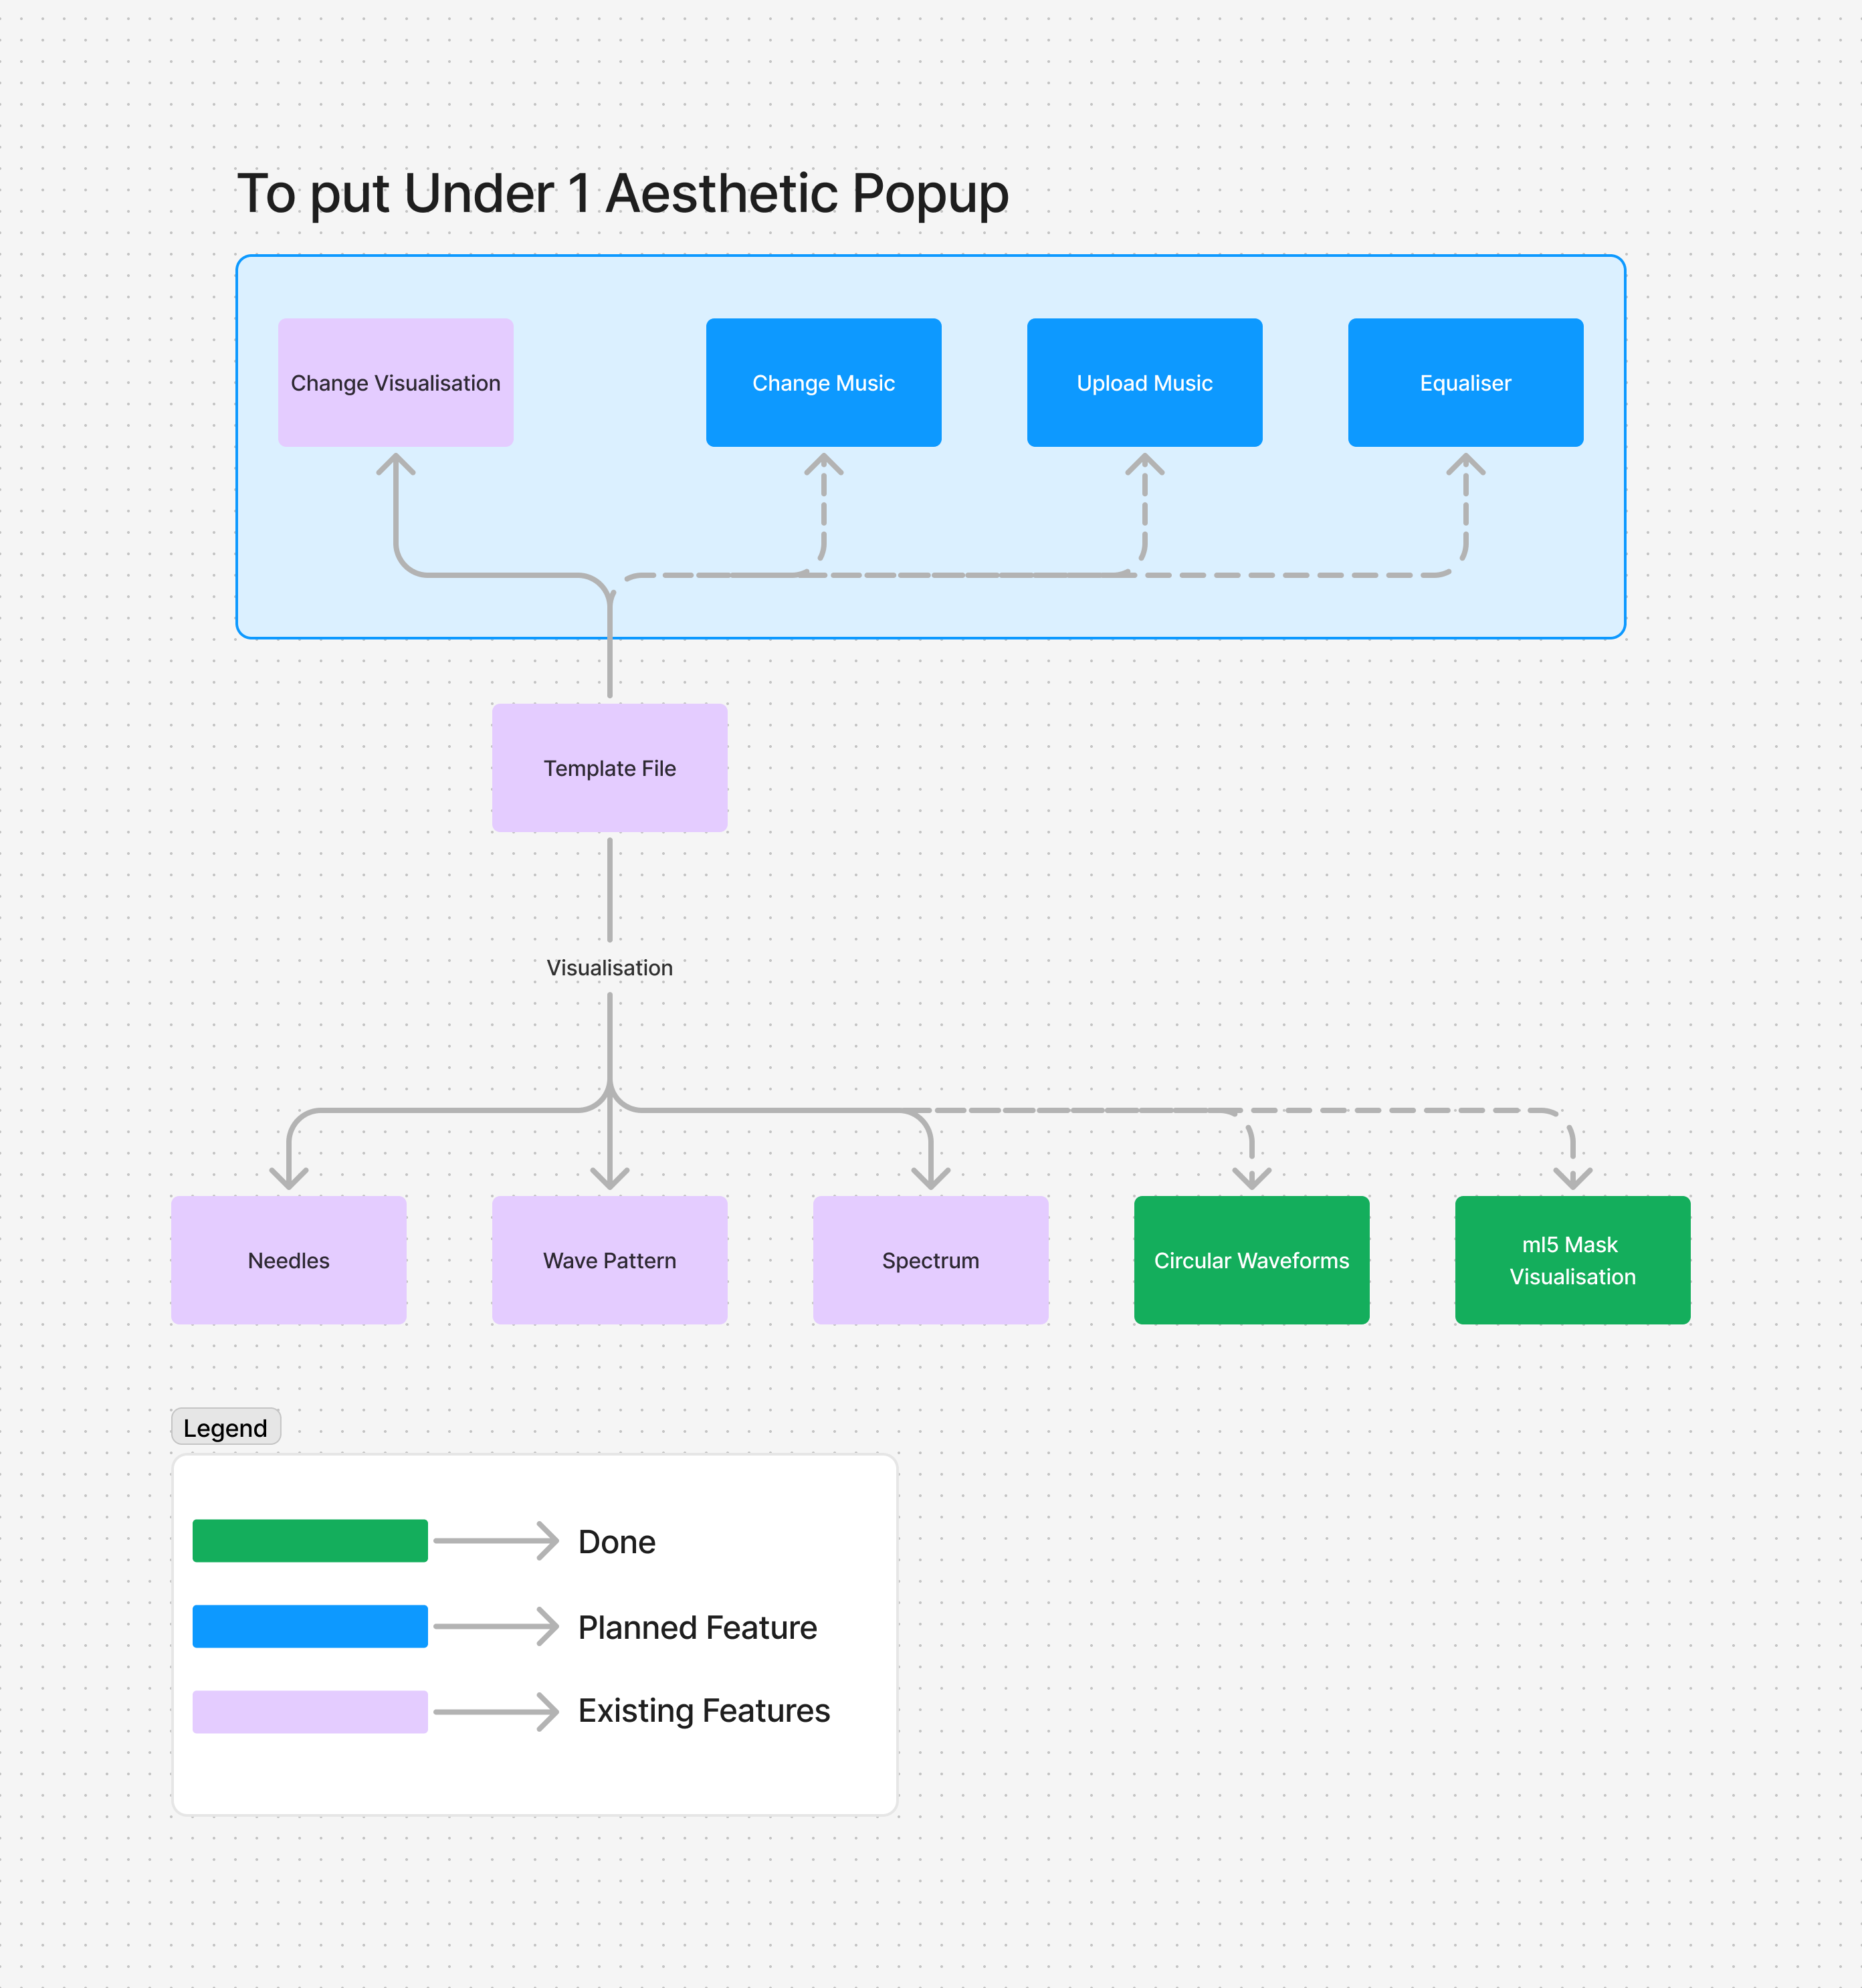 To put Under 1 Aesthetic Popup
Change Visualisation
Change Music
Upload Music
Equaliser
Template File
Visualisation
Needles
Wave Pattern
Spectrum
Circular Waveforms
ml5 Mask
Visualisation
Legend
Done
Planned Feature
Existing Features